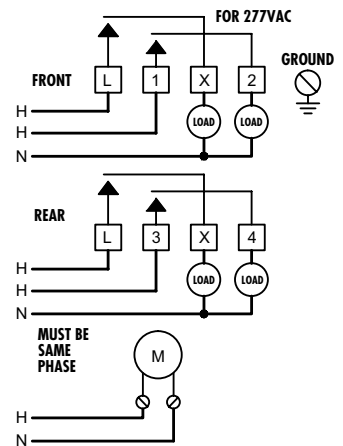 FOR 277VAC
GROUND
FRONT
L 1 X 2
LOAD LOAD
H
H
N
REAR
L 3 X 4
LOAD LOAD
H
H
N
MUST BE
SAME
PHASE
M
H
N